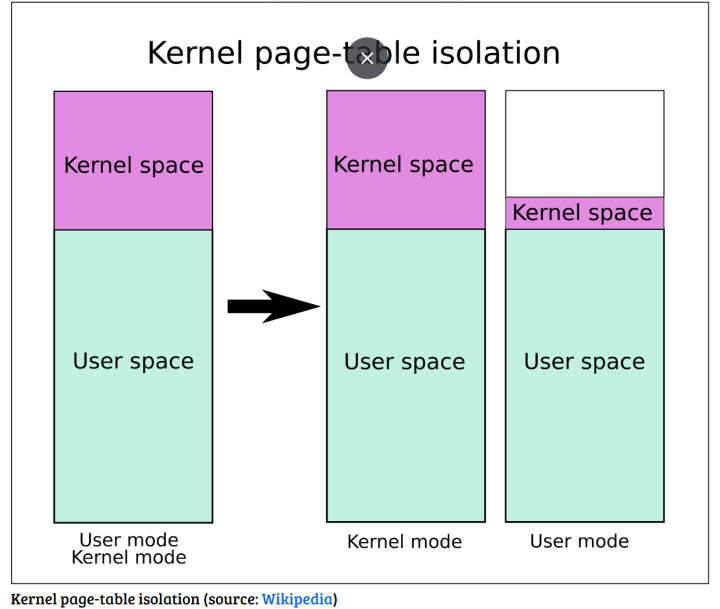 Kernel page-table isolation
Kernel space
User space
User mode
Kernel mode
Kernel space
User space
Kernel mode
Kernel space
User space
User mode
Kernel page-table isolation (source: Wikipedia)